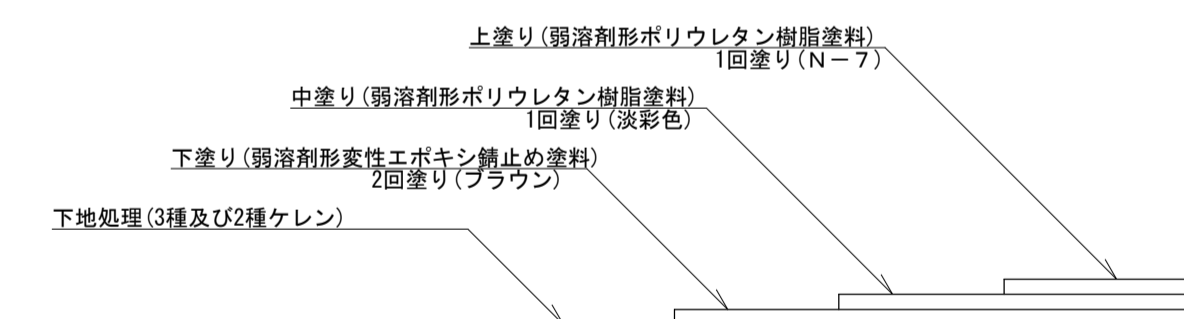 上塗り(弱溶剤形ポリウレタン樹脂塗料)
1回塗り(N－7)
中塗り(弱溶剤形ポリウレタン樹脂塗料)
1回塗り(淡彩色)
下塗り(弱溶剤形変性エポキシ錆止め塗料)
2回塗り(ブラウン)
下地処理(3種及び2種ケレン)